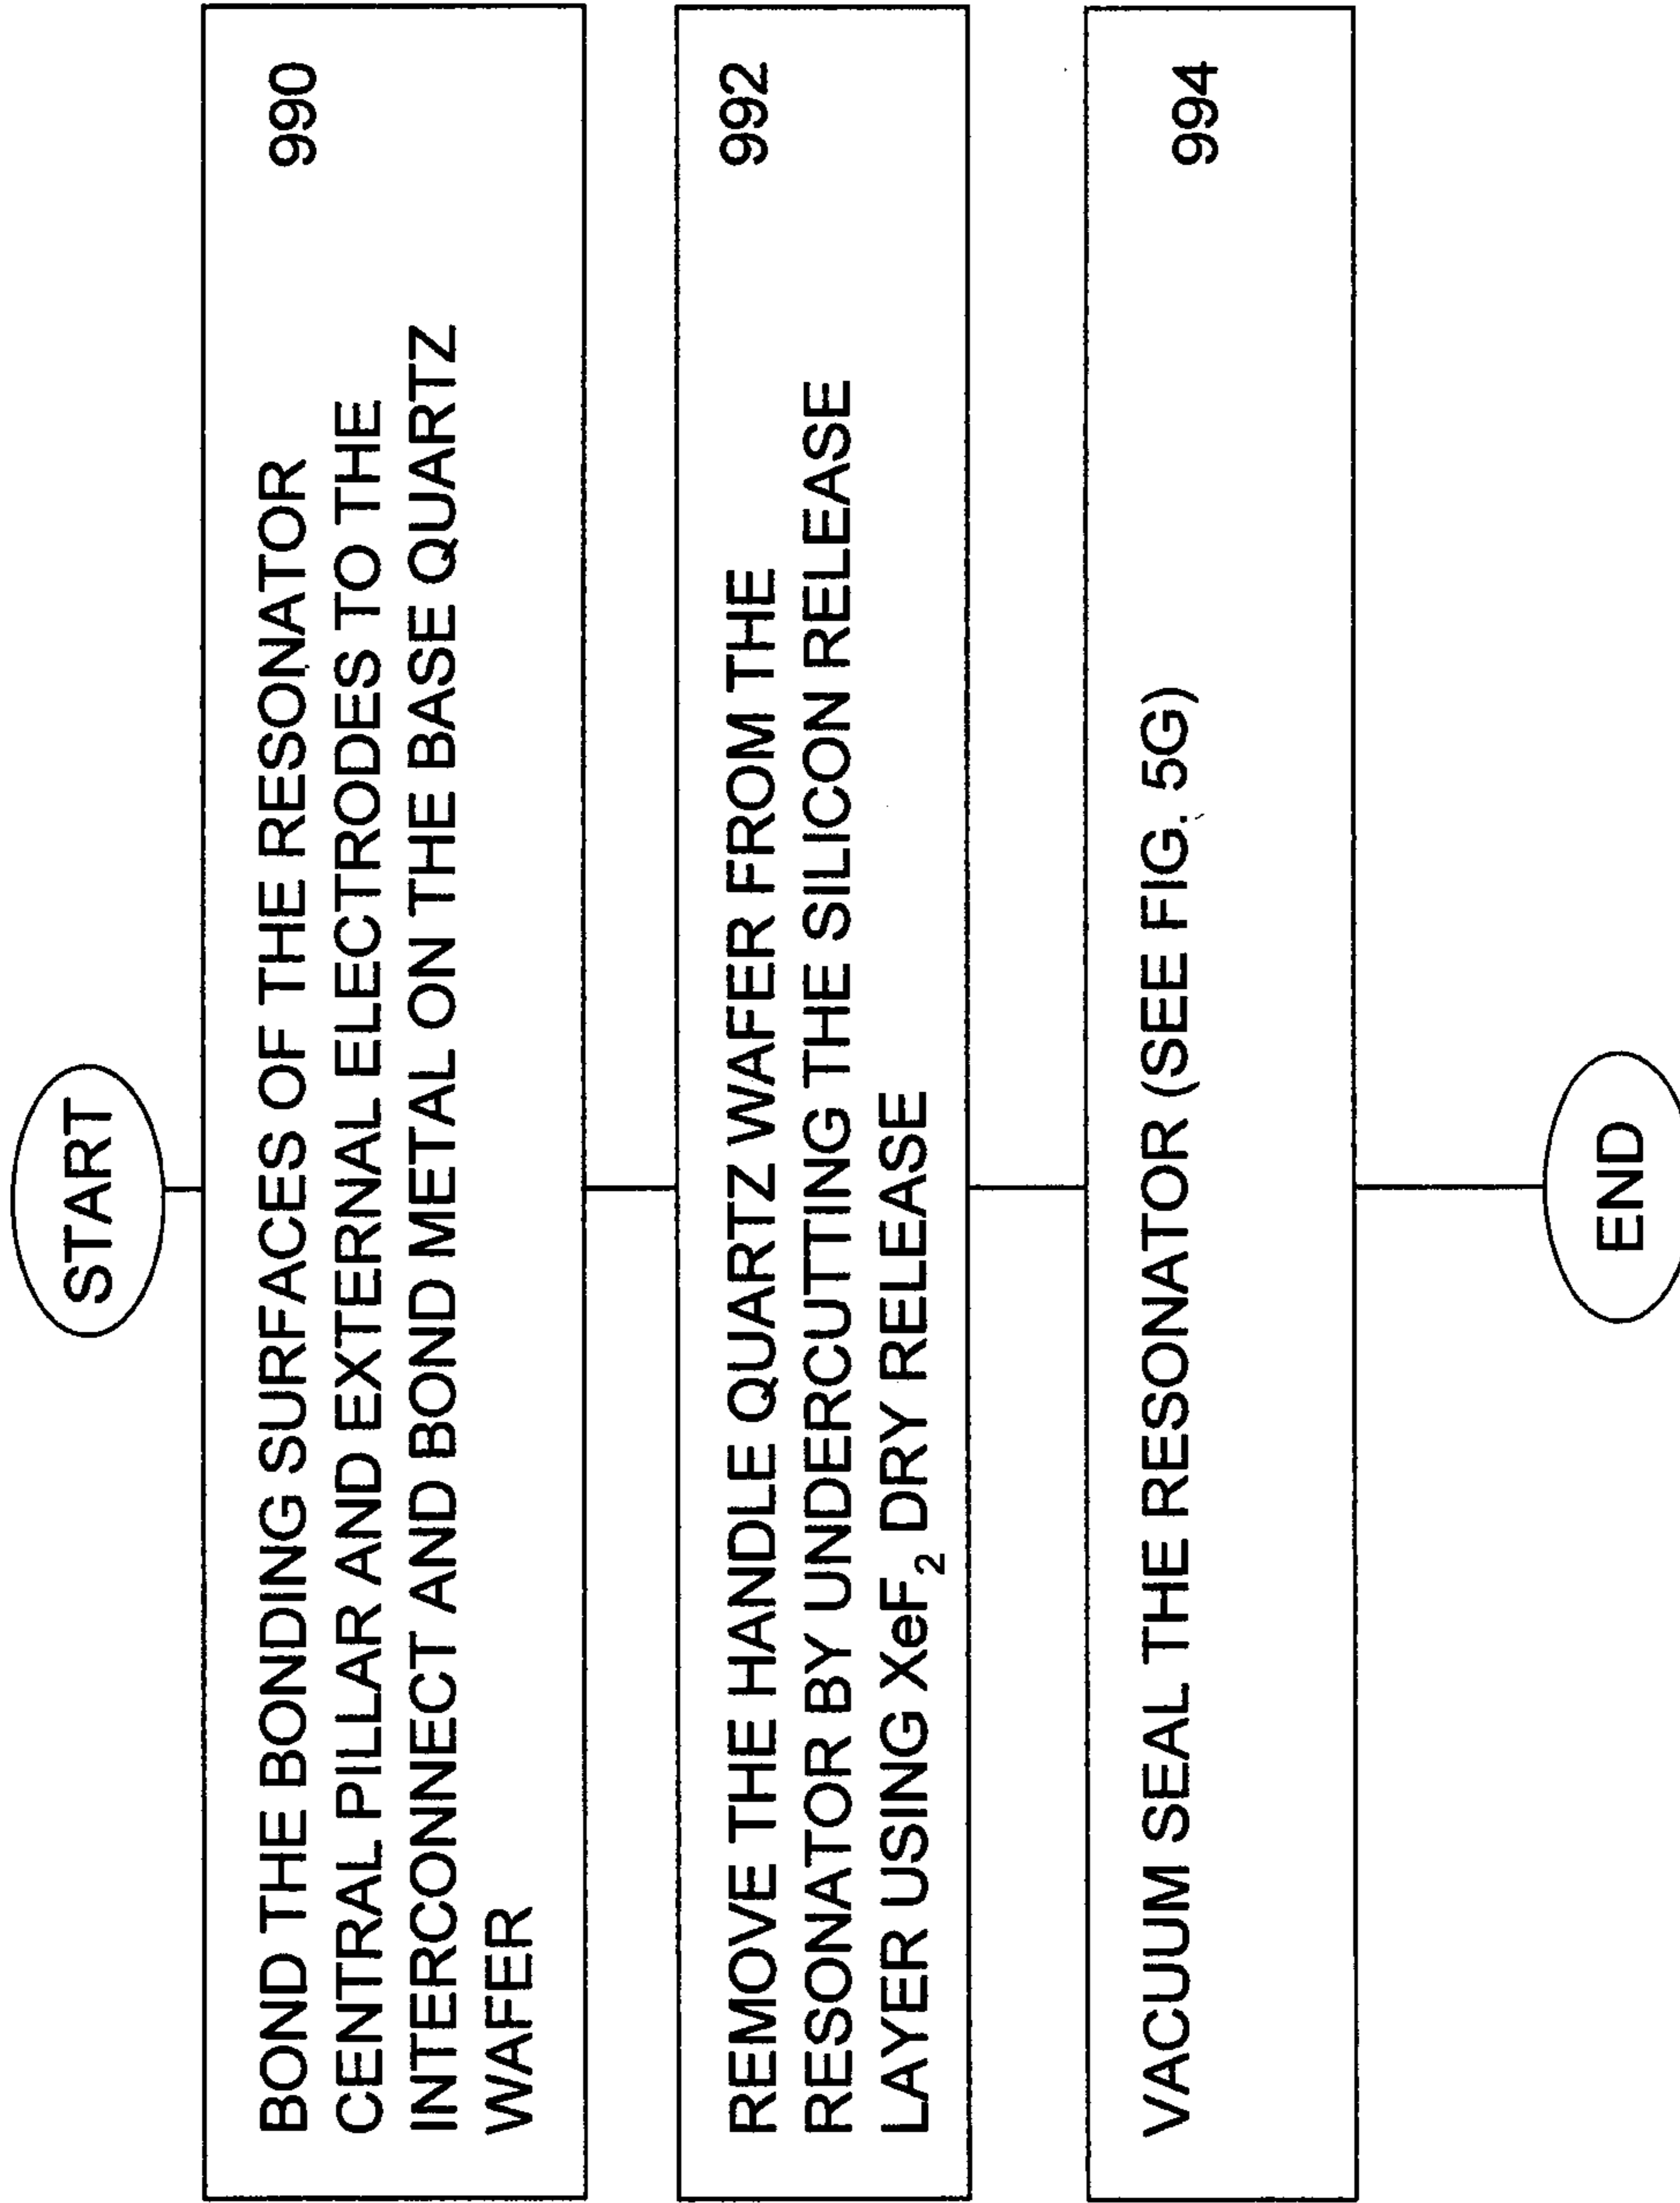 START
BOND THE BONDING SURFACES OF THE RESONATOR
CENTRAL PILLAR AND EXTERNAL ELECTRODES TO THE
INTERCONNECT AND BOND METAL ON THE BASE QUARTZ
WAFER
990
REMOVE THE HANDLE QUARTZ WAFER FROM THE
RESONATOR BY UNDERCUTTING THE SILICON RELEASE
LAYER USING XeF₂ DRY RELEASE
992
VACUUM SEAL THE RESONATOR (SEE FIG. 5G)
994
END